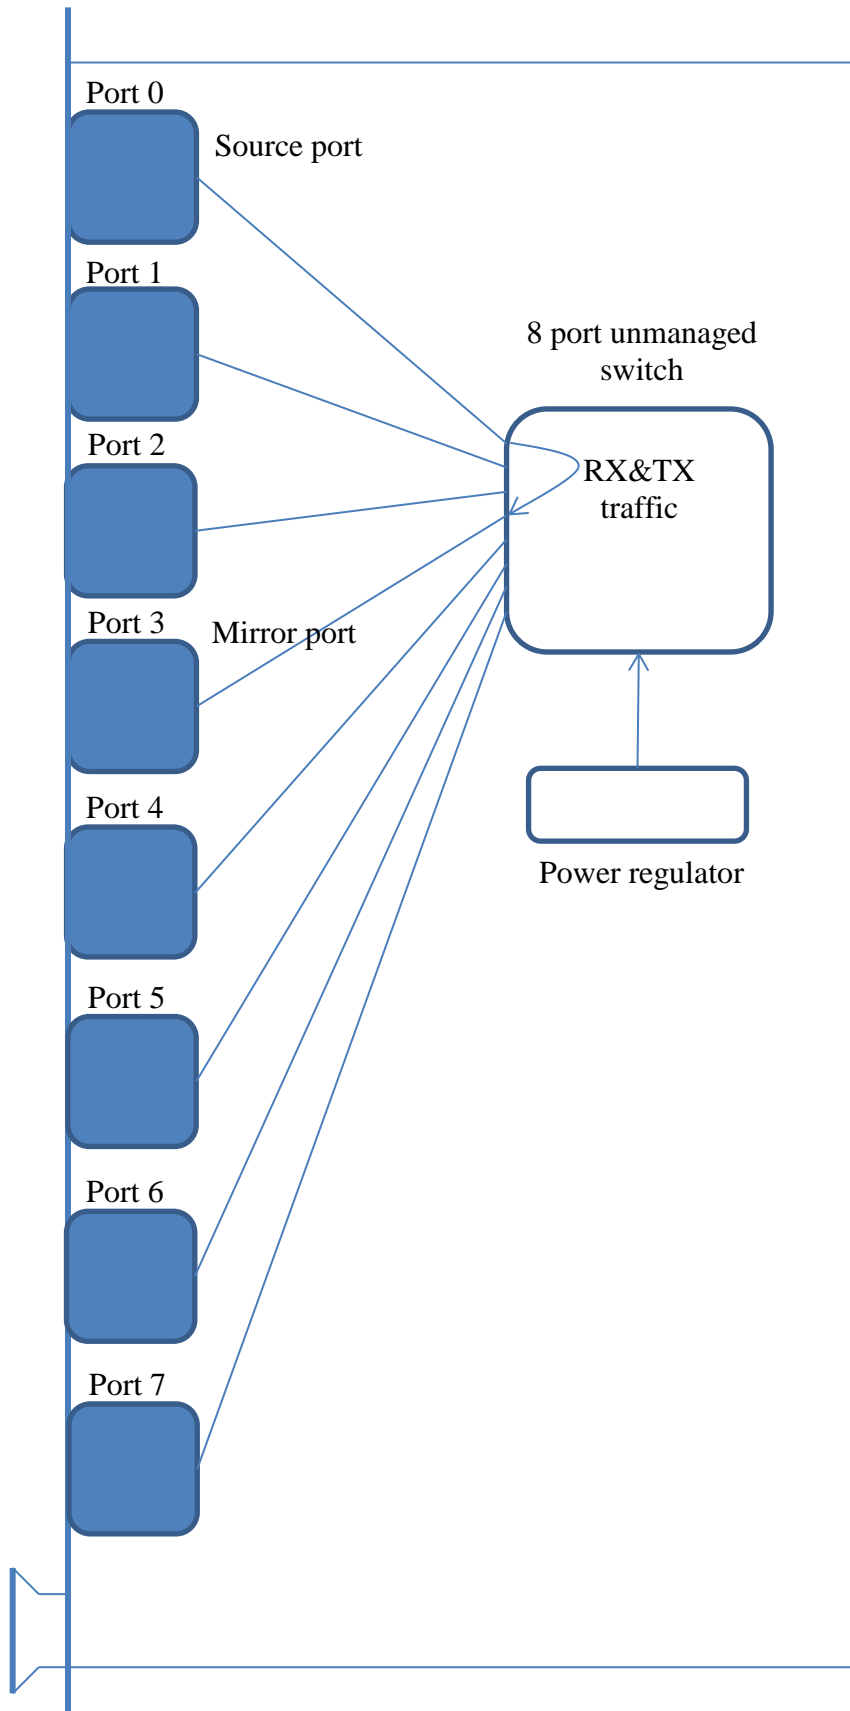 Port 0
Source port
Port 1
8 port unmanaged
switch
Port 2
RX&TX
traffic
Port 3
Mirror port
Port 4
Power regulator
Port 5
Port 6
Port 7